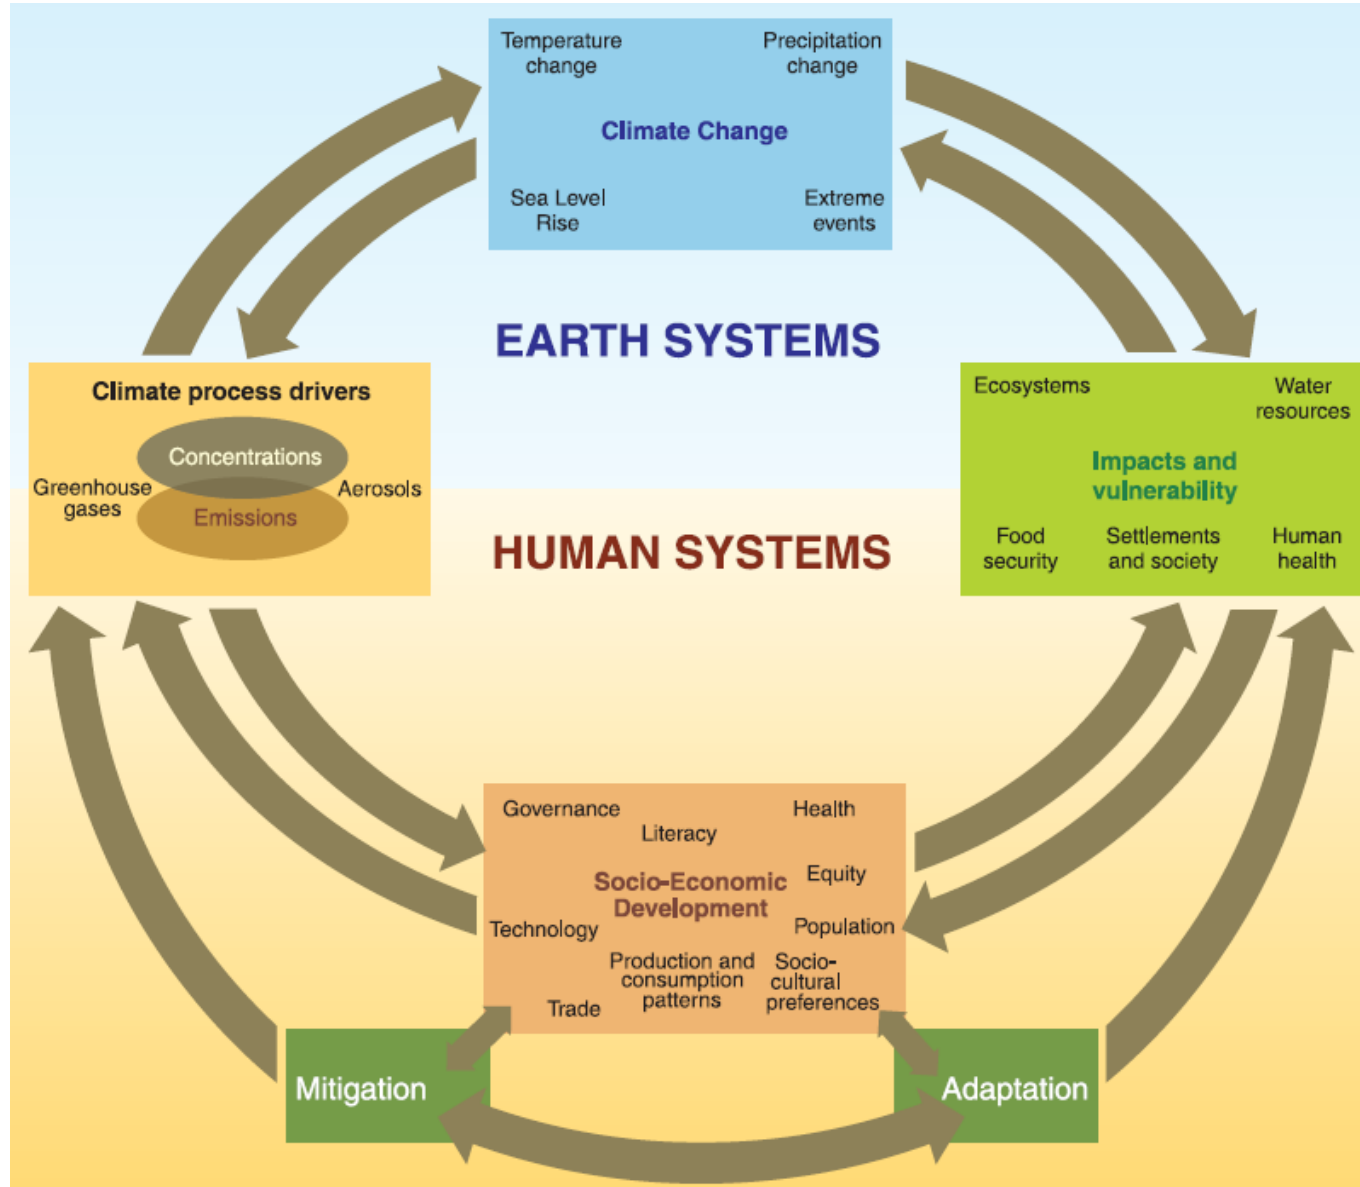 Temperature
change
Precipitation
change
Climate Change
Sea Level
Rise
Extreme
events
EARTH SYSTEMS
Climate process drivers
Concentrations
Greenhouse
gases
Aerosols
Emissions
Ecosystems
Water
resources
Impacts and
vulnerability
Food
security
Settlements
and society
Human
health
HUMAN SYSTEMS
Governance
Literacy
Health
Socio-Economic
Development
Equity
Technology
Population
Production and
consumption
patterns
Socio-
cultural
preferences
Trade
Mitigation
Adaptation